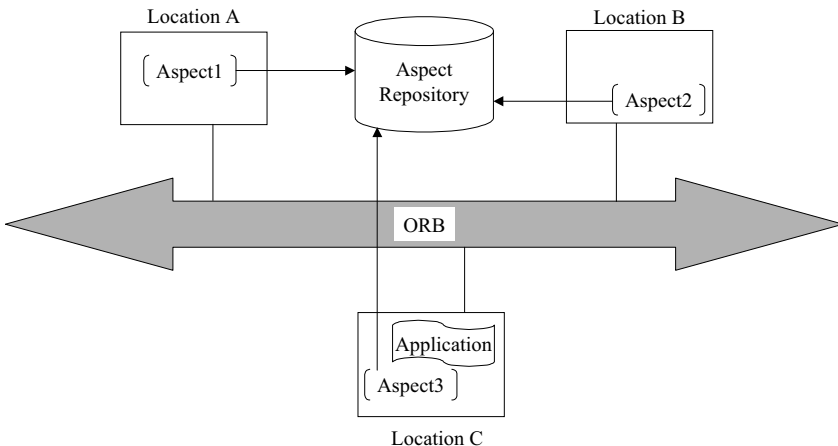 Location A
Location B
Aspect1
Aspect
Repository
Aspect2
ORB
Application
Aspect3
Location C